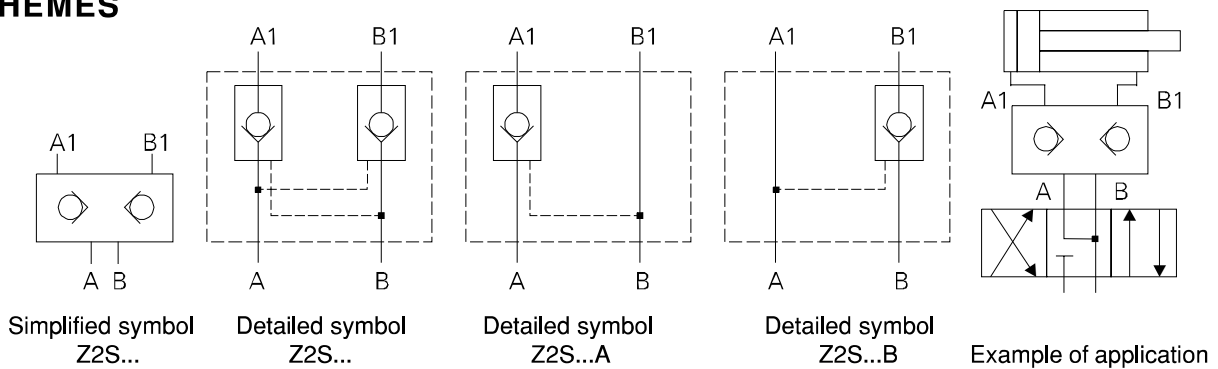 HEMES
A1 B1
A B
Simplified symbol
Z2S...
A1 B1
A B
Detailed symbol
Z2S...
A1 B1
A B
Detailed symbol
Z2S...A
A1 B1
A B
Detailed symbol
Z2S...B
A1 B1
A B
Example of application